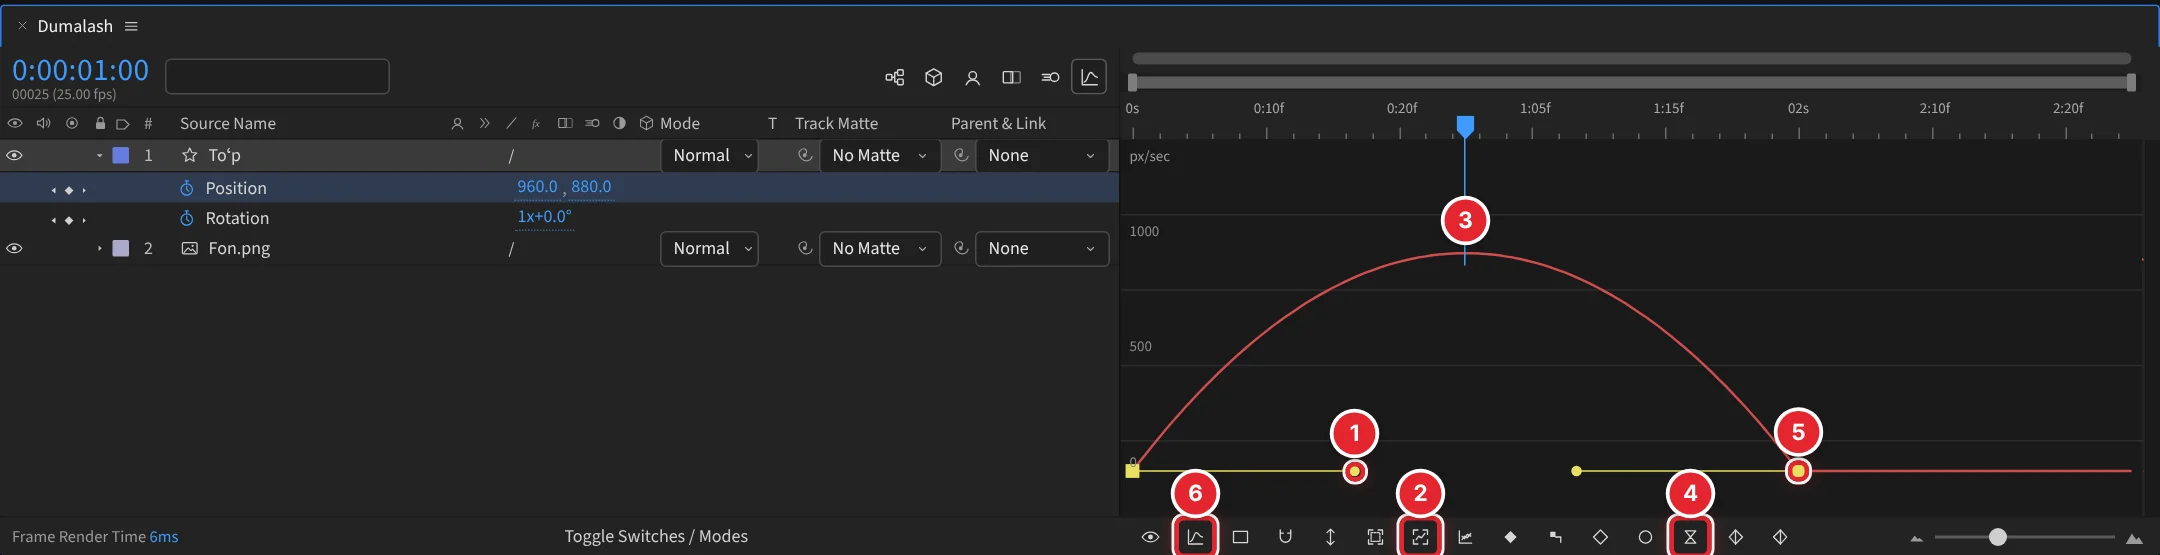 Dumalash
0:00:01:00
00025 (25.00 fps)
# Source Name fx Mode T Track Matte Parent & Link
1 Toʻp / Normal No Matte None
Position 960.0, 880.0
Rotation 1x+0.0°
2 Fon.png / Normal No Matte None
Frame Render Time 6ms
Toggle Switches / Modes
0s 0:10f 0:20f 1:05f 1:15f 02s 2:10f 2:20f
px/sec
3
1000
500
1 5
0
6 2 4